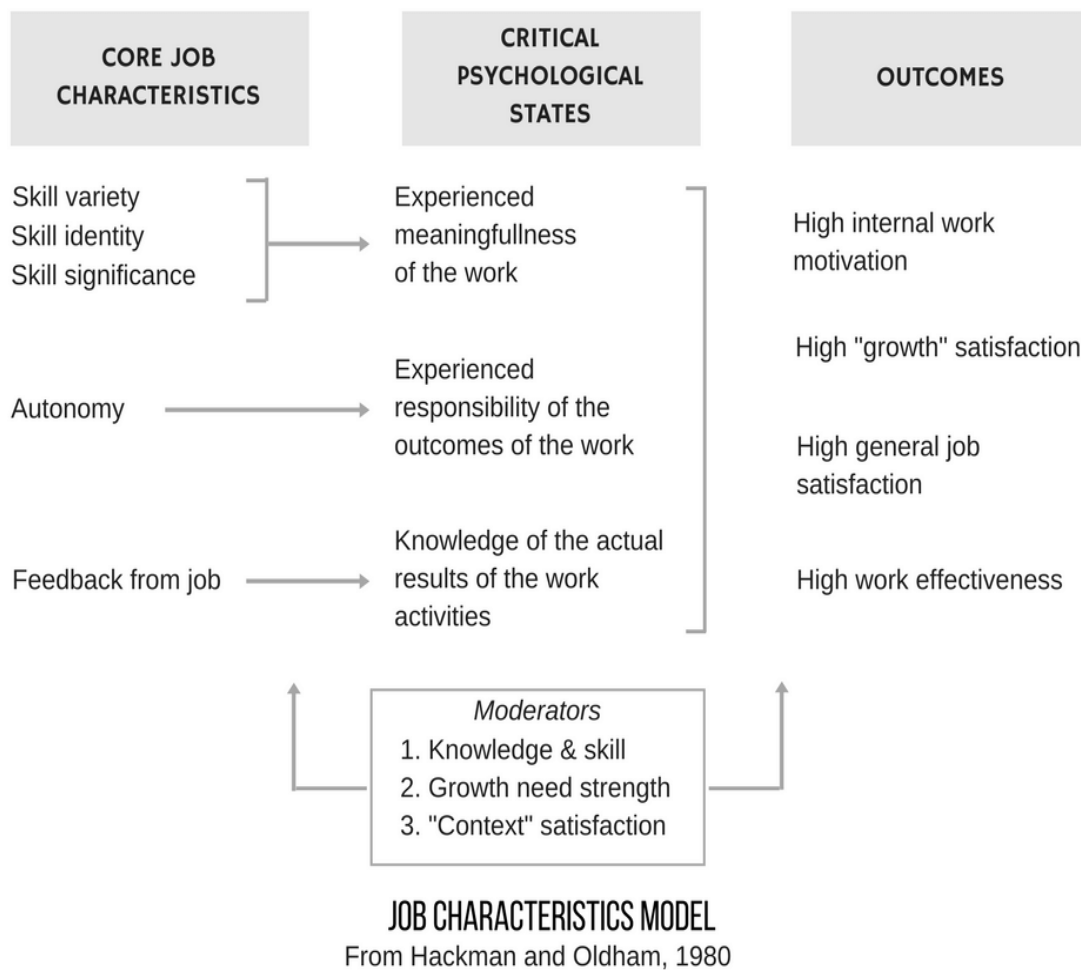 CORE JOB
CHARACTERISTICS
CRITICAL
PSYCHOLOGICAL
STATES
OUTCOMES
Skill variety
Skill identity
Skill significance
Experienced
meaningfullness
of the work
High internal work
motivation
High "growth" satisfaction
Autonomy
Experienced
responsibility of the
outcomes of the work
High general job
satisfaction
Feedback from job
Knowledge of the actual
results of the work
activities
High work effectiveness
Moderators
1. Knowledge & skill
2. Growth need strength
3. "Context" satisfaction
JOB CHARACTERISTICS MODEL
From Hackman and Oldham, 1980